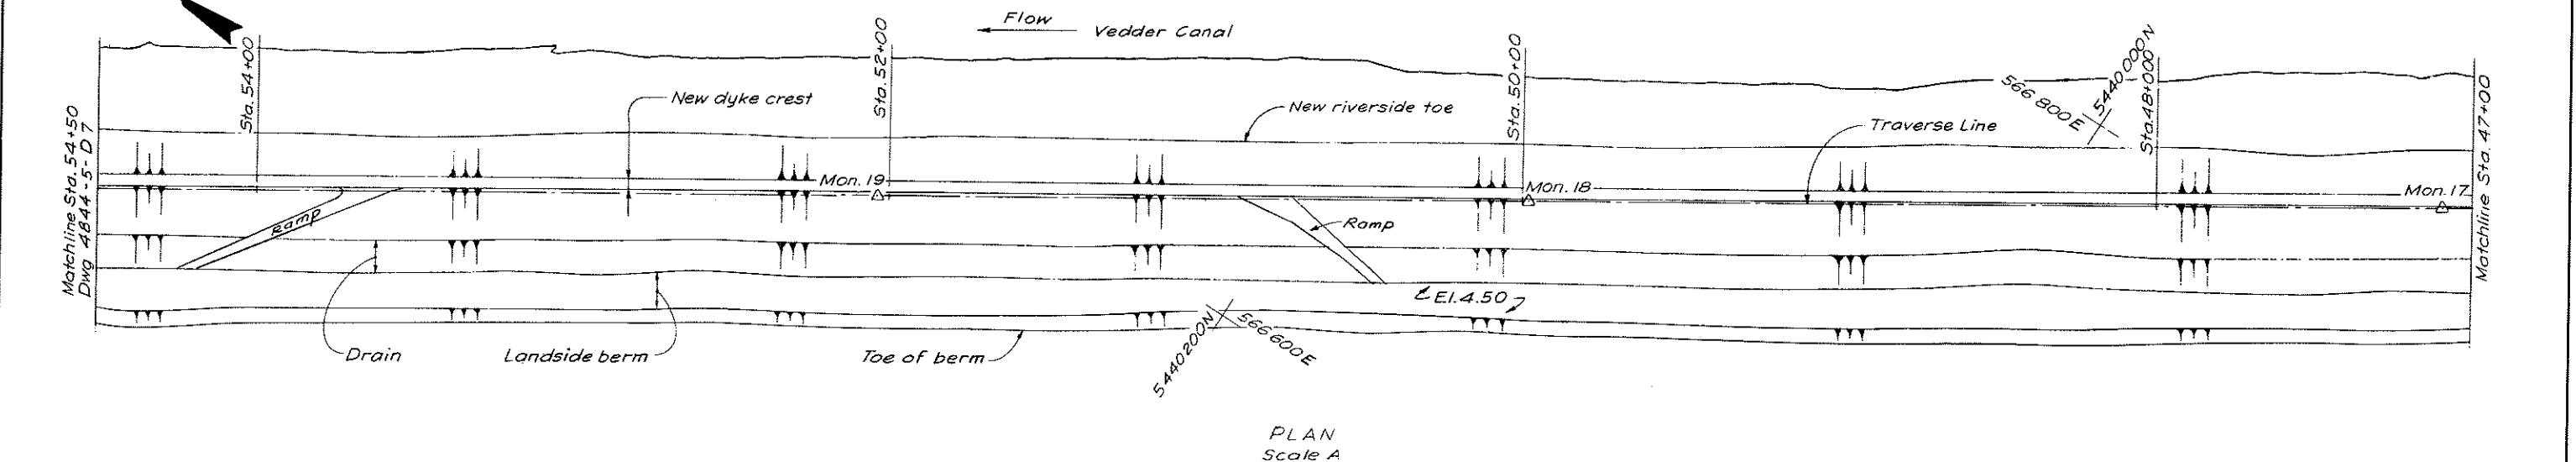 Flow
Vedder Canal
Sta. 54+00
Sta. 52+00
Sta. 50+00
566 800 E
5440 000 N
Sta. 48+000
Matchline Sta. 54+50
Dwg 4844-5-D7
New dyke crest
New riverside toe
Traverse Line
Matchline Sta. 47+00
Mon. 19
Mon. 18
Mon. 17
Ramp
Ramp
El. 4.50
Drain
Landside berm
Toe of berm
5440200N
566600E
PLAN
Scale A